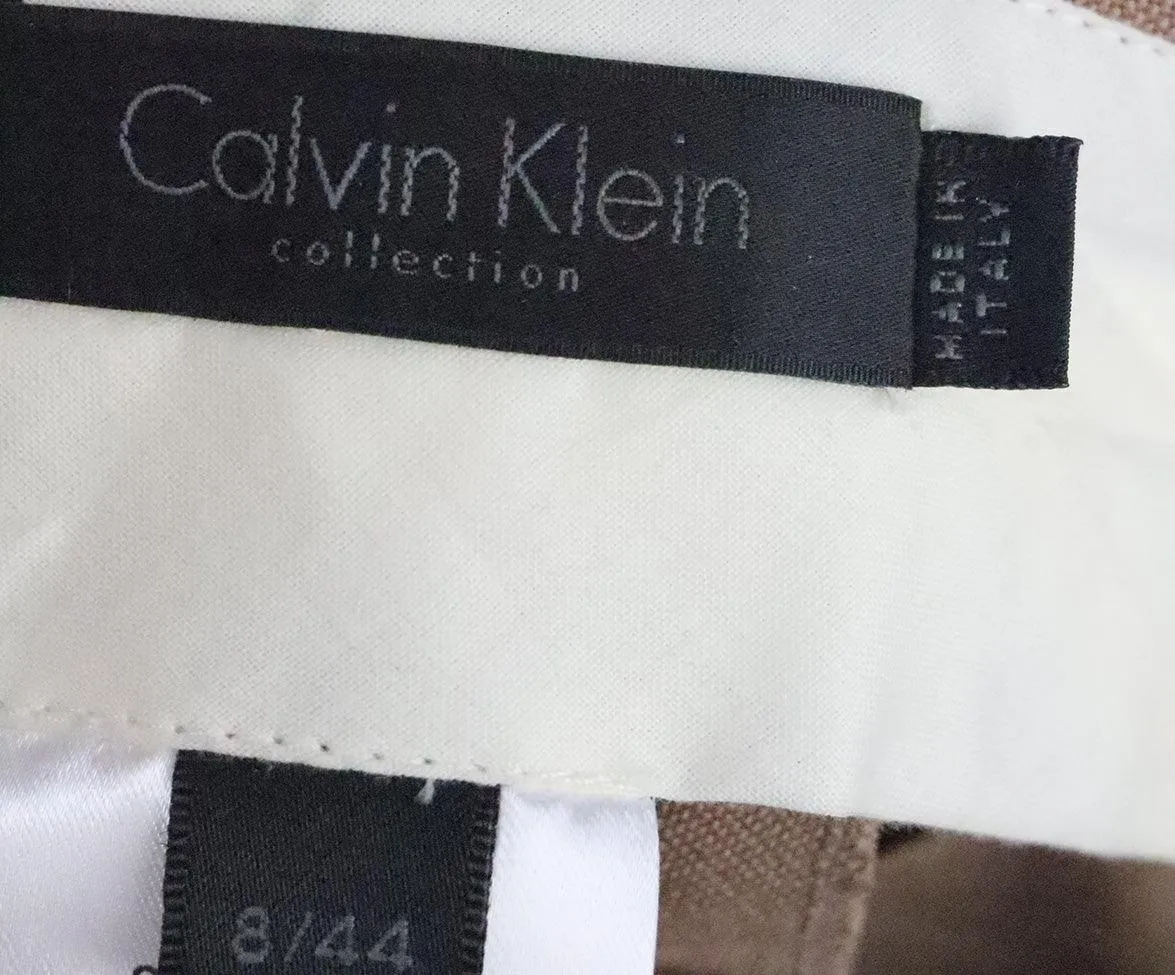 Calvin Klein
collection
MADE IN
ITALY
8/44